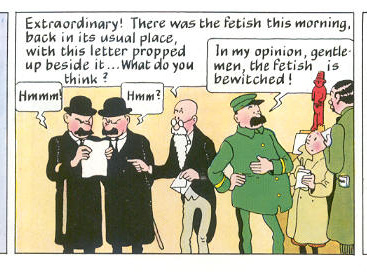 Extraordinary! There was the fetish this morning,
back in its usual place,
with this letter propped
up beside it...What do you
think?
In my opinion, gentle-
men, the fetish is
bewitched!
Hmmm!
Hmm?